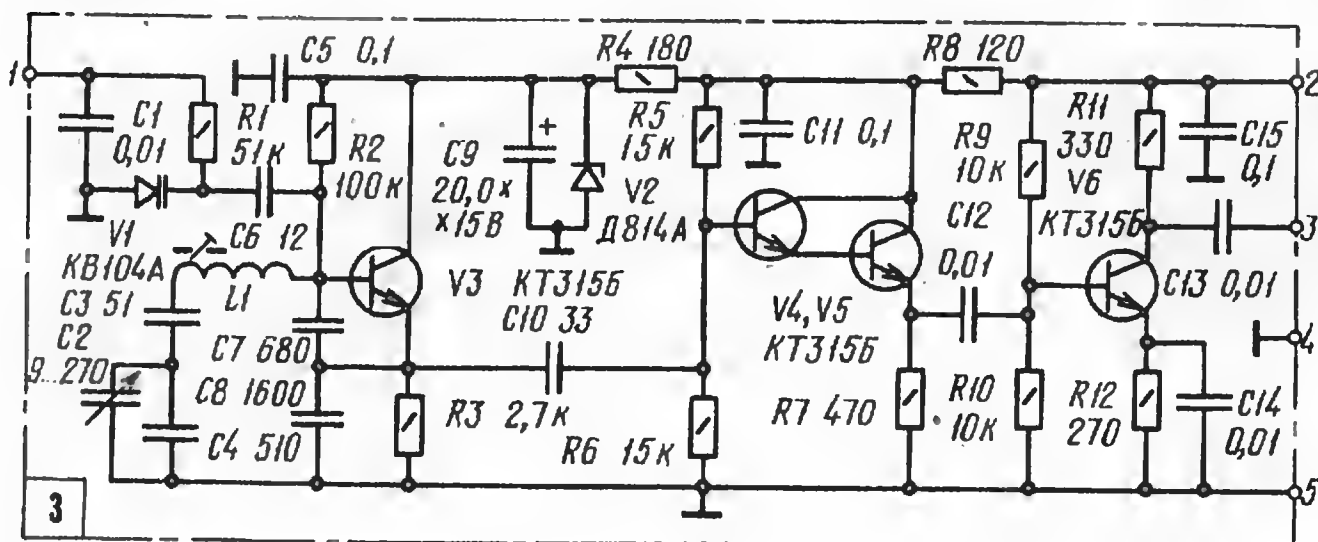 1
C1
0,01
R1
51к
C5 0,1
R2
100к
V1
КВ104А
C6 12
L1
C3 51
C2
9...270
C4 510
C7 680
C8 1600
V3
R3 2,7к
C9
20,0×
×15В
V2
Д814А
КТ315Б
C10 33
R4 180
R5
15к
R6 15к
C11 0,1
V4, V5
КТ315Б
R7 470
C12
0,01
R8 120
R9
10к
R10
10к
R11
330
V6
КТ315Б
R12
270
C13 0,01
C14
0,01
C15
0,1
2
3
4
5
3